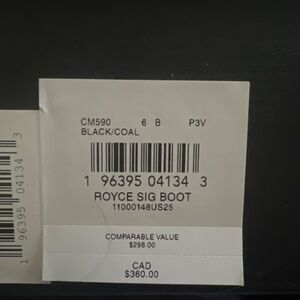 CM590 6 B P3V
BLACK/COAL
1 96395 04134 3
ROYCE SIG BOOT
11000148US25
COMPARABLE VALUE
$298.00
CAD
$360.00
1 96395 04134 3